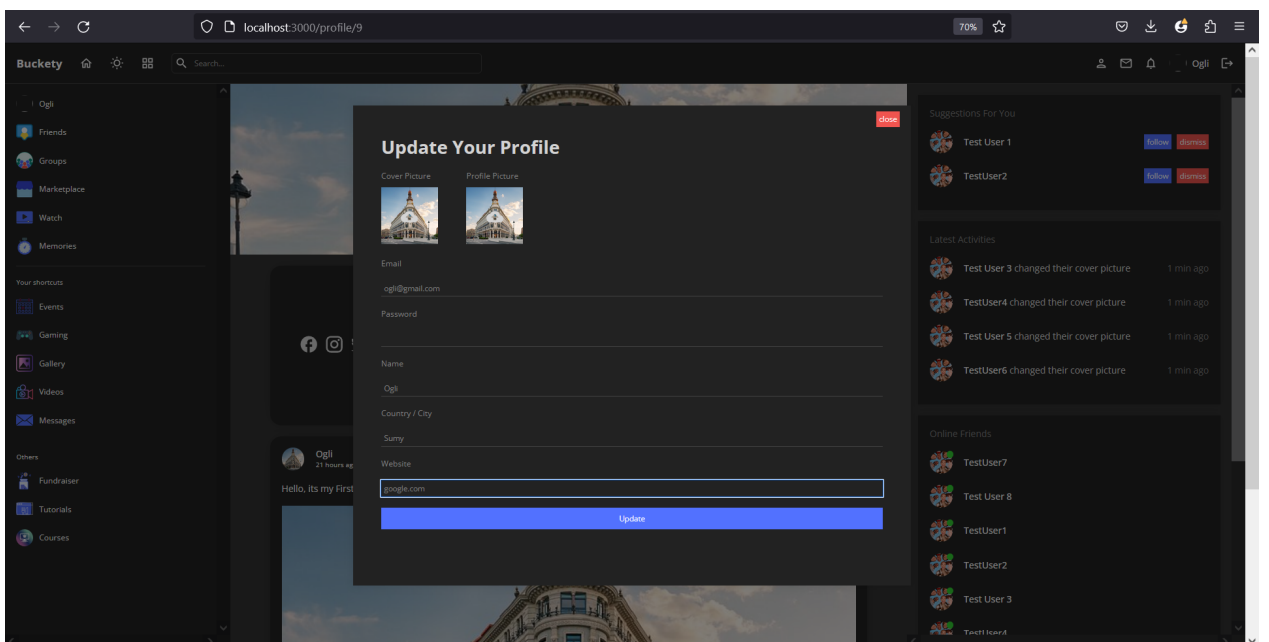 localhost:3000/profile/9
70%
Buckety
Search...
Ogli
Ogli
Friends
Groups
Marketplace
Watch
Memories
Your shortcuts
Events
Gaming
Gallery
Videos
Messages
Others
Fundraiser
Tutorials
Courses
Ogli
21 hours ag
Hello, its my First
close
Update Your Profile
Cover Picture
Profile Picture
Email
ogli@gmail.com
Password
Name
Ogli
Country / City
Sumy
Website
google.com
Update
Suggestions For You
Test User 1
follow
dismiss
TestUser2
follow
dismiss
Latest Activities
Test User 3 changed their cover picture
1 min ago
TestUser4 changed their cover picture
1 min ago
Test User 5 changed their cover picture
1 min ago
TestUser6 changed their cover picture
1 min ago
Online Friends
TestUser7
Test User 8
TestUser1
TestUser2
Test User 3
TestUser4